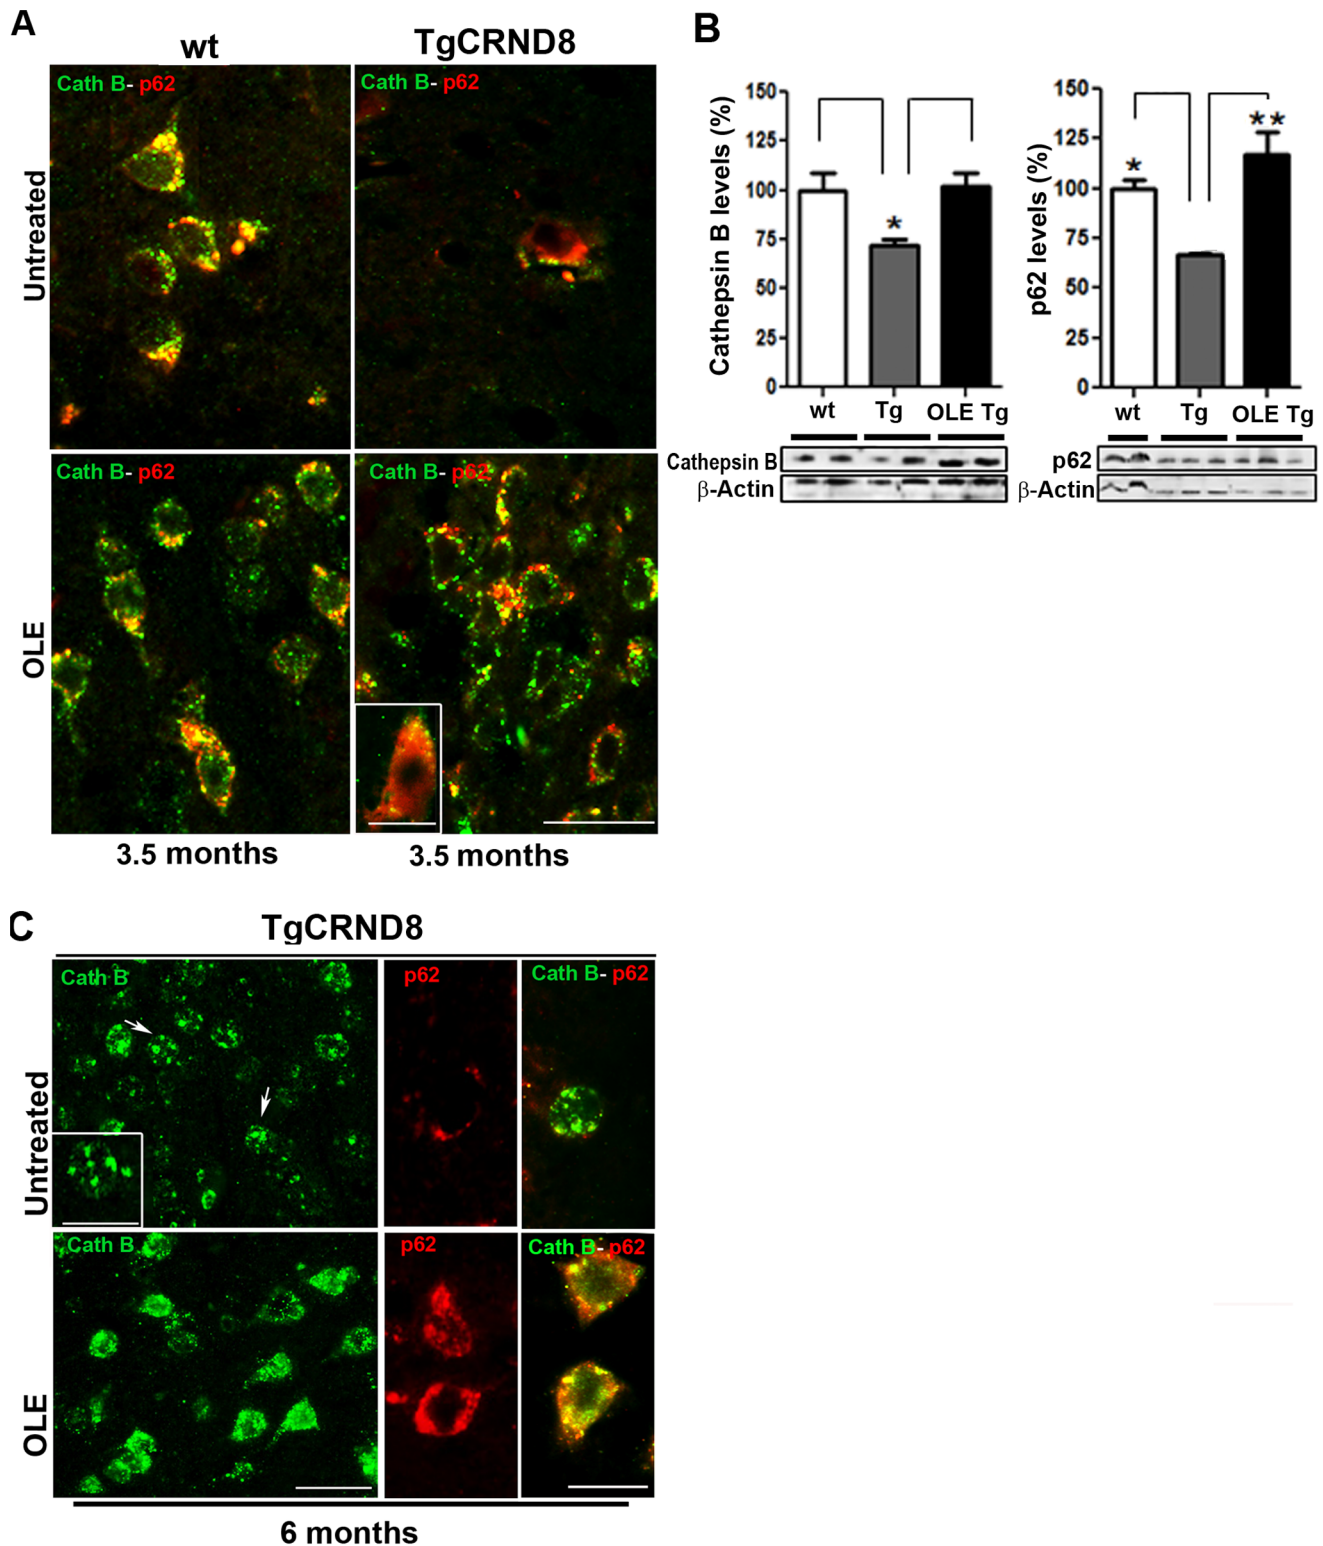 A
wt
TgCRND8
Cath B- p62
Cath B- p62
Untreated
Cath B- p62
Cath B- p62
OLE
3.5 months
3.5 months
B
Cathepsin B levels (%)
150
125
100
75
50
25
0
*
wt
Tg
OLE Tg
Cathepsin B
β-Actin
p62 levels (%)
150
125
100
75
50
25
0
*
**
wt
Tg
OLE Tg
p62
β-Actin
C
TgCRND8
Cath B
p62
Cath B- p62
Untreated
Cath B
p62
Cath B- p62
OLE
6 months